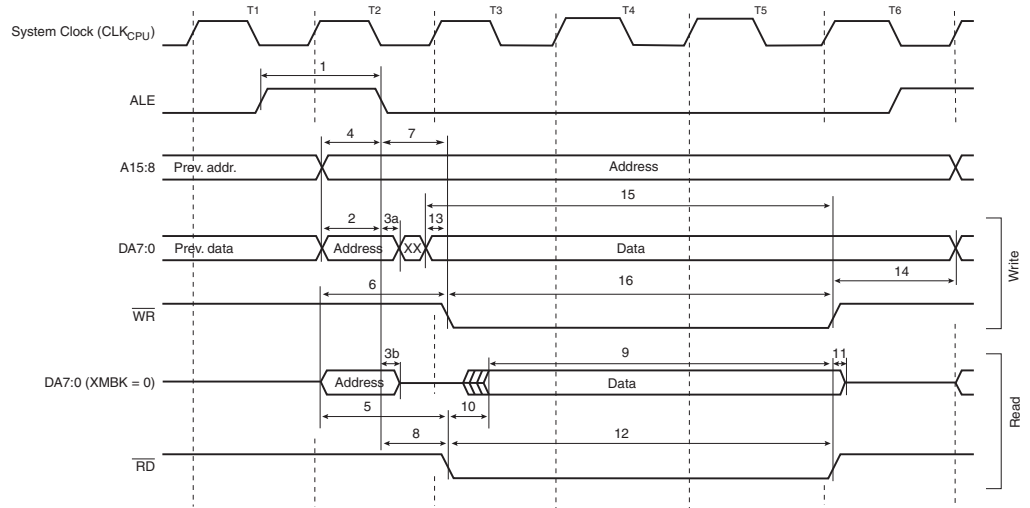 T1 T2 T3 T4 T5 T6
System Clock (CLKCPU)
1
ALE
4 7
A15:8 Prev. addr. Address
15
2 3a 13
DA7:0 Prev. data Address XX Data
14
6 16
WR
Write
3b 9 11
DA7:0 (XMBK = 0) Address Data
5 10
8 12
RD
Read